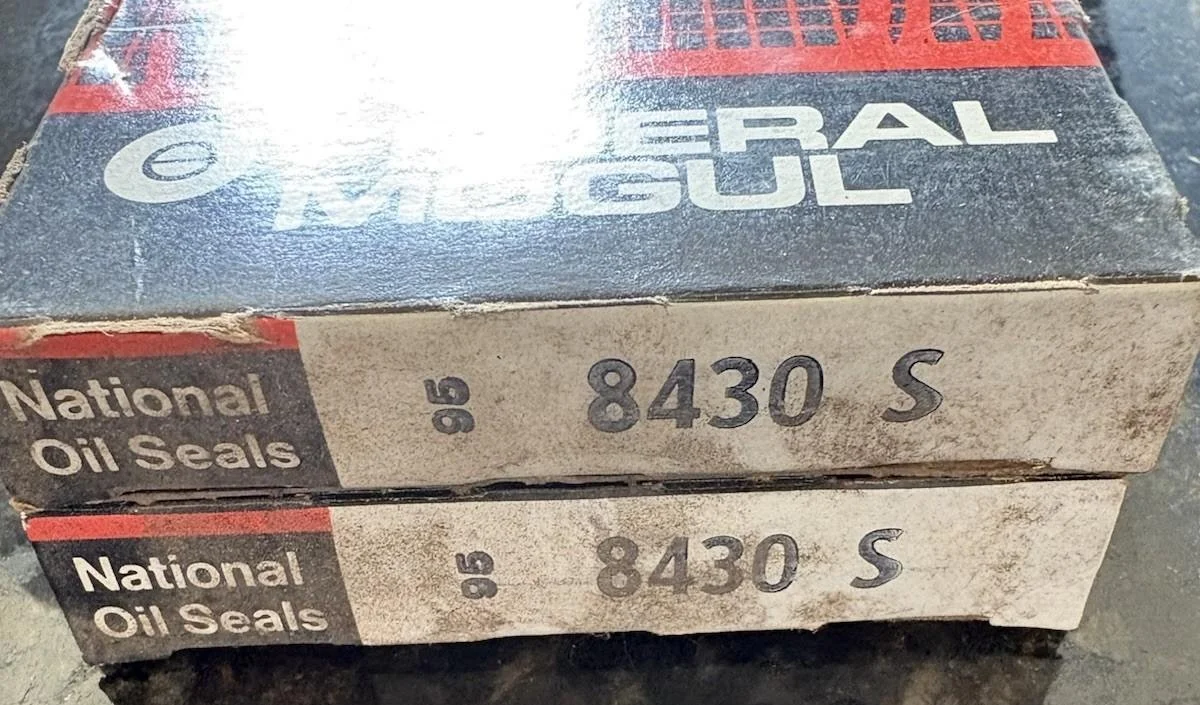 ERAL
MOGUL
National
Oil Seals
95
8430 S
National
Oil Seals
95
8430 S